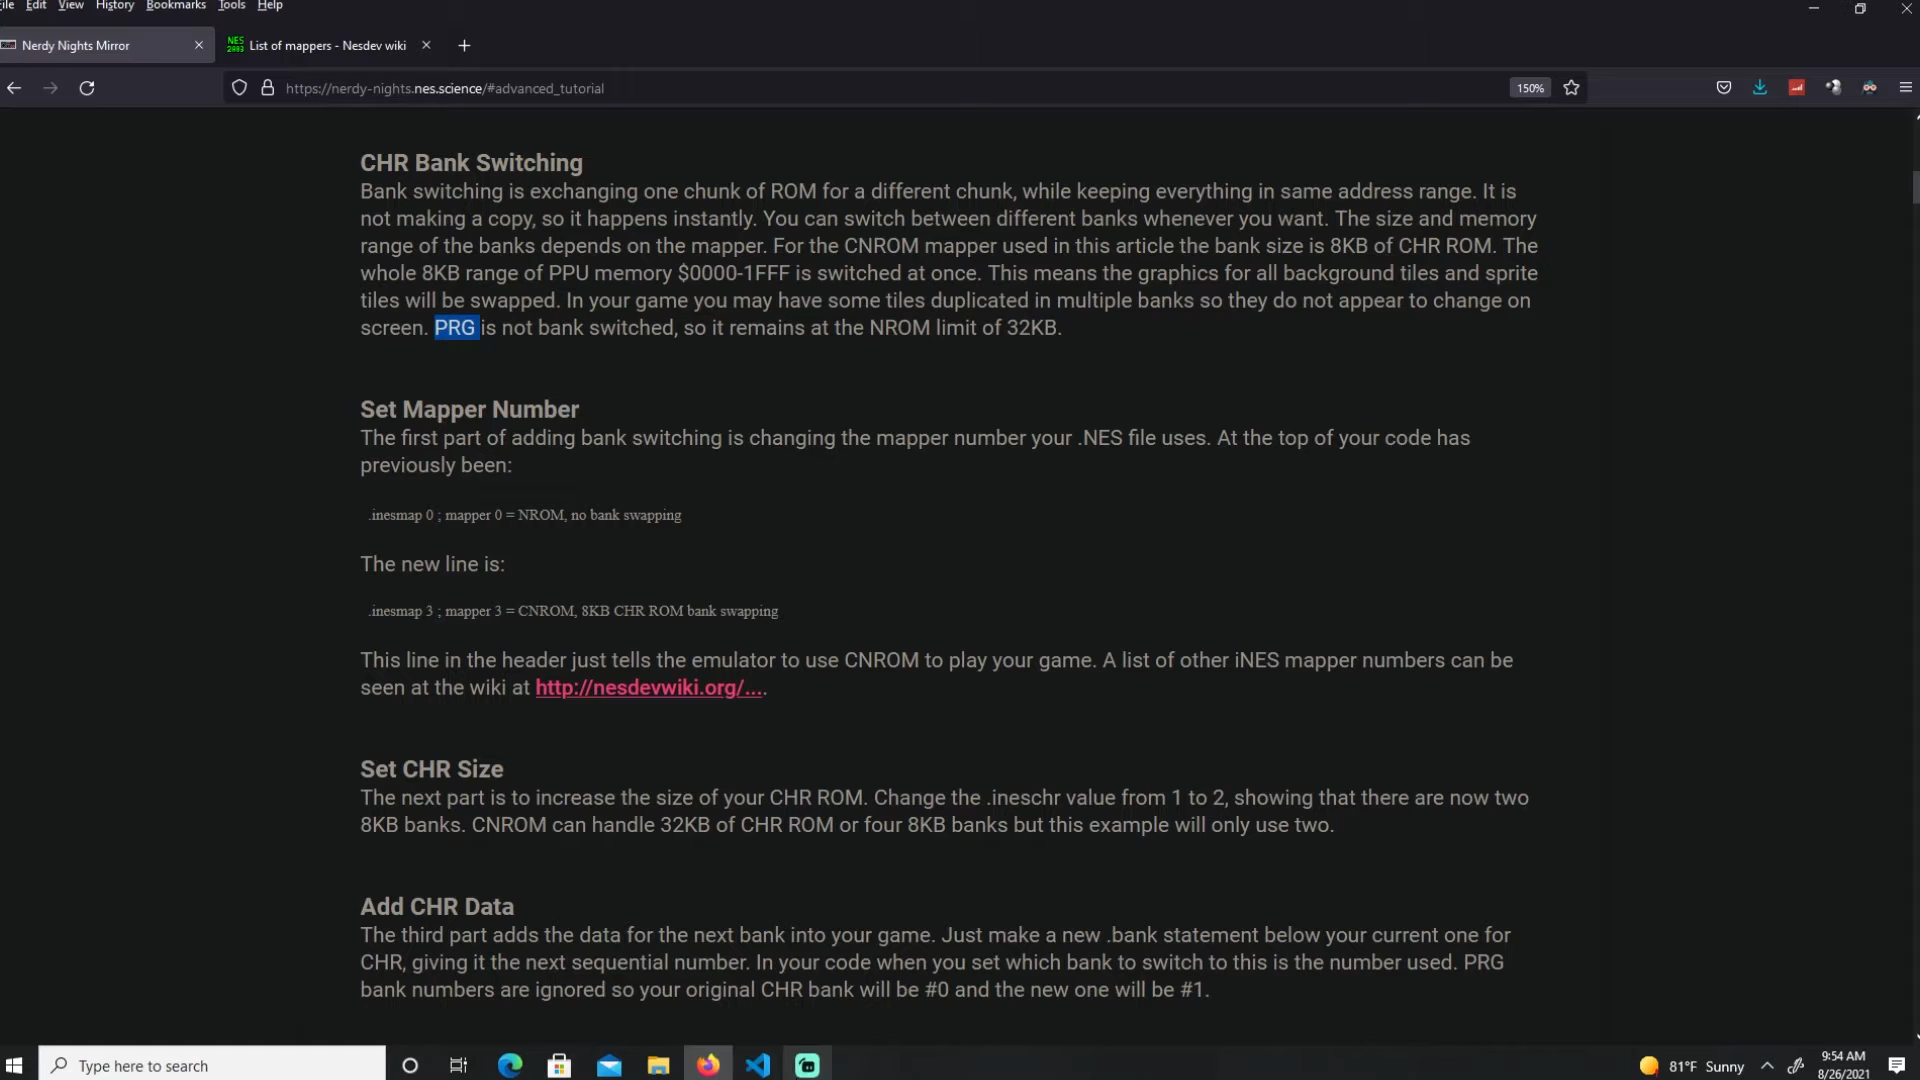 ile Edit View History Bookmarks Tools Help
Nerdy Nights Mirror
NES 2003 List of mappers - Nesdev wiki
https://nerdy-nights.nes.science/#advanced_tutorial
150%
CHR Bank Switching
Bank switching is exchanging one chunk of ROM for a different chunk, while keeping everything in same address range. It is
not making a copy, so it happens instantly. You can switch between different banks whenever you want. The size and memory
range of the banks depends on the mapper. For the CNROM mapper used in this article the bank size is 8KB of CHR ROM. The
whole 8KB range of PPU memory $0000-1FFF is switched at once. This means the graphics for all background tiles and sprite
tiles will be swapped. In your game you may have some tiles duplicated in multiple banks so they do not appear to change on
screen. PRG is not bank switched, so it remains at the NROM limit of 32KB.
Set Mapper Number
The first part of adding bank switching is changing the mapper number your .NES file uses. At the top of your code has
previously been:
.inesmap 0 ; mapper 0 = NROM, no bank swapping
The new line is:
.inesmap 3 ; mapper 3 = CNROM, 8KB CHR ROM bank swapping
This line in the header just tells the emulator to use CNROM to play your game. A list of other iNES mapper numbers can be
seen at the wiki at http://nesdevwiki.org/....
Set CHR Size
The next part is to increase the size of your CHR ROM. Change the .ineschr value from 1 to 2, showing that there are now two
8KB banks. CNROM can handle 32KB of CHR ROM or four 8KB banks but this example will only use two.
Add CHR Data
The third part adds the data for the next bank into your game. Just make a new .bank statement below your current one for
CHR, giving it the next sequential number. In your code when you set which bank to switch to this is the number used. PRG
bank numbers are ignored so your original CHR bank will be #0 and the new one will be #1.
Type here to search
81°F Sunny
9:54 AM
8/26/2021